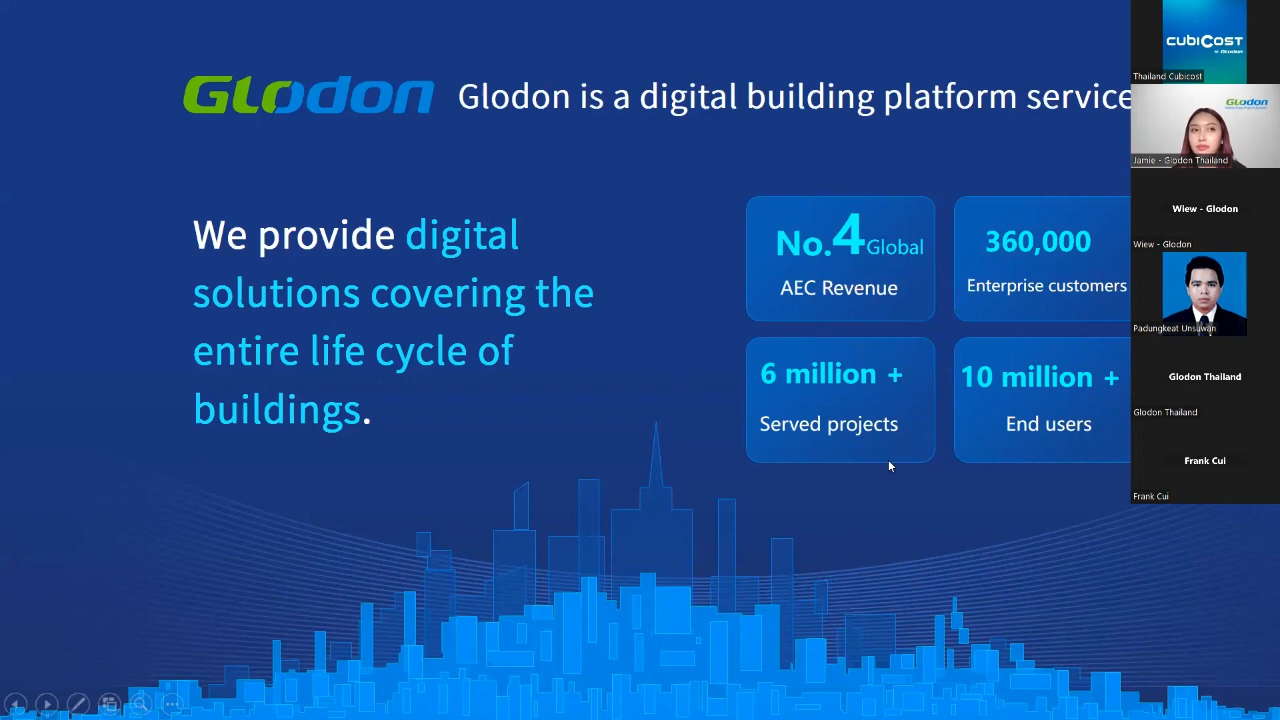 GLODON
Glodon is a digital building platform service
We provide digital
solutions covering the
entire life cycle of
buildings.
No.4 Global
AEC Revenue
360,000
Enterprise customers
6 million +
Served projects
10 million +
End users
CUBICOST
BY GLODON
Thailand Cubicost
GLODON
Jamie - Glodon Thailand
Wiew - Glodon
Wiew - Glodon
Padungkeat Unsuwan
Glodon Thailand
Glodon Thailand
Frank Cui
Frank Cui